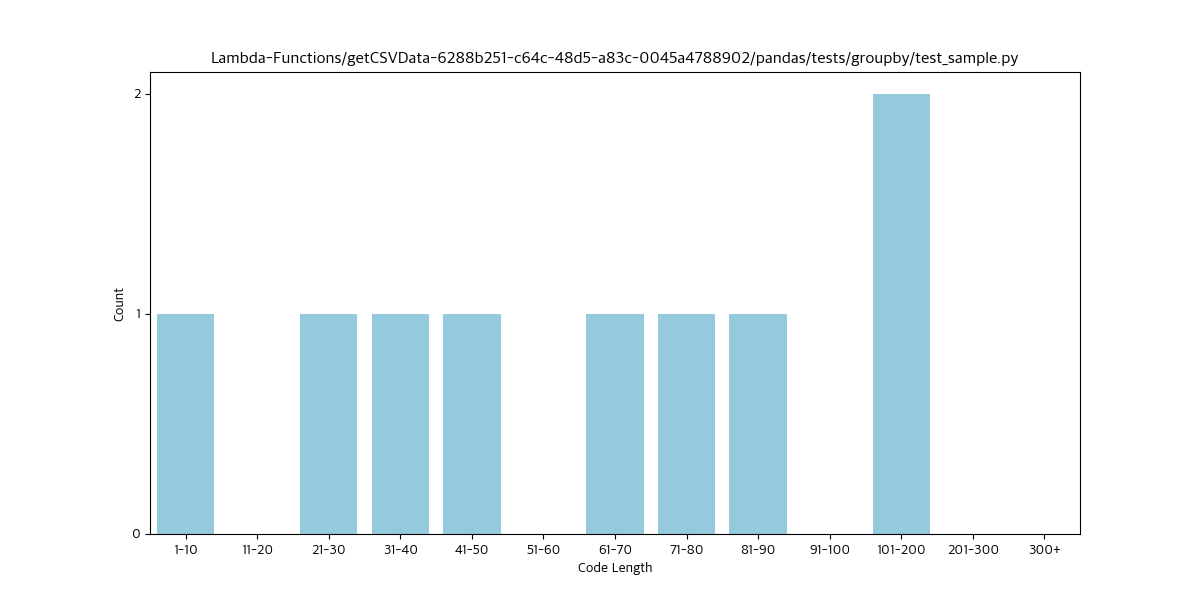 Lambda-Functions/getCSVData-6288b251-c64c-48d5-a83c-0045a4788902/pandas/tests/groupby/test_sample.py
2
1
0
Count
1-10 11-20 21-30 31-40 41-50 51-60 61-70 71-80 81-90 91-100 101-200 201-300 300+
Code Length